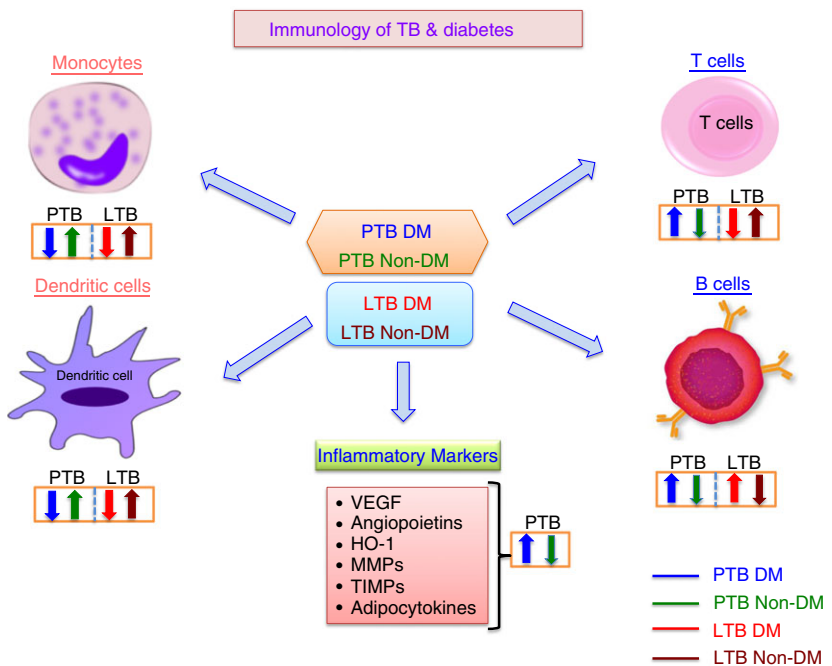 Immunology of TB & diabetes
Monocytes
PTB LTB
Dendritic cells
Dendritic cell
PTB LTB
PTB DM
PTB Non-DM
LTB DM
LTB Non-DM
Inflammatory Markers
• VEGF
• Angiopoietins
• HO-1
• MMPs
• TIMPs
• Adipocytokines
PTB
T cells
T cells
PTB LTB
B cells
PTB LTB
PTB DM
PTB Non-DM
LTB DM
LTB Non-DM